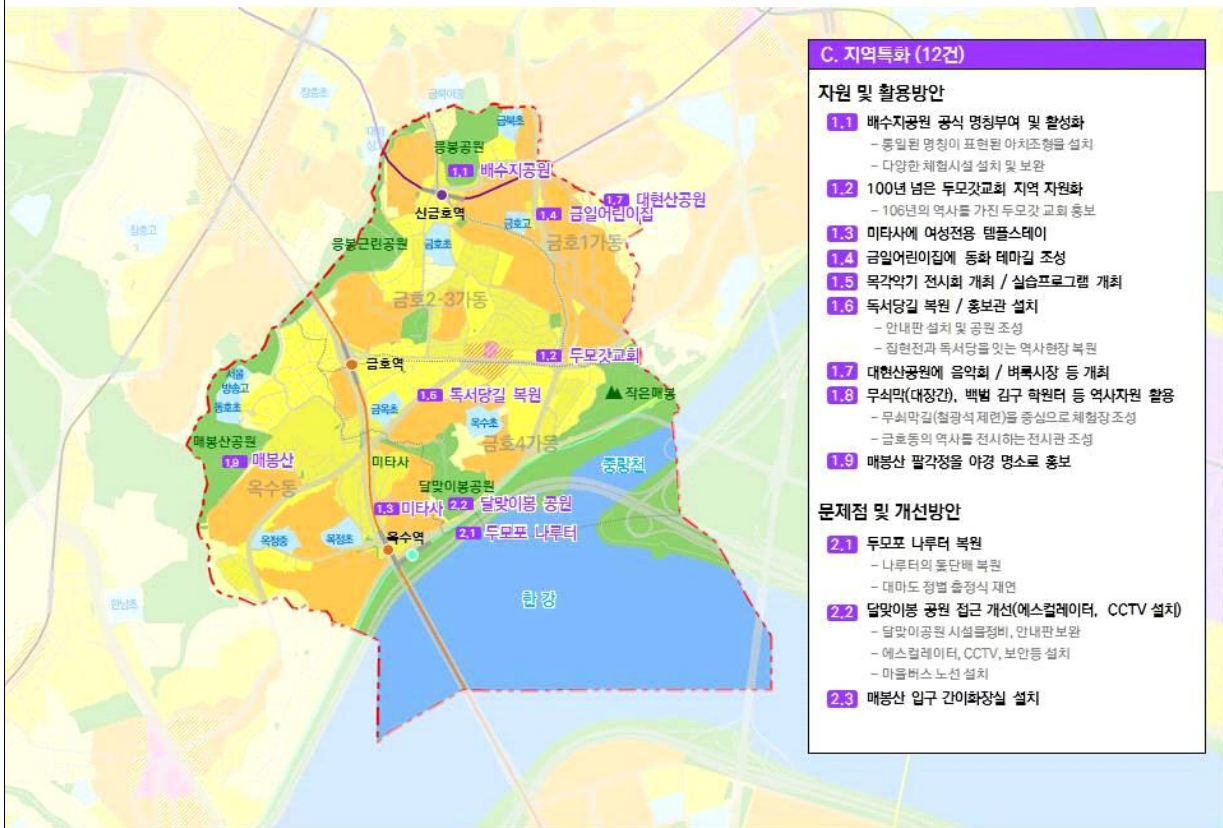 장충초
금북여중
금북초
대경상고
응봉공원
1.1 배수지공원
1.7 대현산공원
신금호역
1.4 금일어린이집
금호고
장충고
응봉근린공원
금호초
금호1가동
금호2-3가동
1.2 두모갓교회
금호역
서울
방송고
동호초
1.6 독서당길 복원
작은매봉
금옥초
옥수초
금호4가동
매봉산공원
1.9 매봉산
미타사
중랑천
옥수동
달맞이봉공원
1.3 미타사
2.2 달맞이봉 공원
옥정중
옥정초
옥수역
2.1 두모포 나루터
한남초
한 강
C. 지역특화 (12건)
자원 및 활용방안
1.1 배수지공원 공식 명칭부여 및 활성화
– 통일된 명칭이 표현된 아치조형물 설치
– 다양한 체험시설 설치 및 보완
1.2 100년 넘은 두모갓교회 지역 자원화
– 106년의 역사를 가진 두모갓 교회 홍보
1.3 미타사에 여성전용 템플스테이
1.4 금일어린이집에 동화 테마길 조성
1.5 목각악기 전시회 개최 / 실습프로그램 개최
1.6 독서당길 복원 / 홍보관 설치
– 안내판 설치 및 공원 조성
– 집현전과 독서당을 잇는 역사현장 복원
1.7 대현산공원에 음악회 / 벼룩시장 등 개최
1.8 무쇠막(대장간), 백범 김구 학원터 등 역사자원 활용
– 무쇠막길(철광석 제련)을 중심으로 체험장 조성
– 금호동의 역사를 전시하는 전시관 조성
1.9 매봉산 팔각정을 야경 명소로 홍보
문제점 및 개선방안
2.1 두모포 나루터 복원
– 나루터의 돛단배 복원
– 대마도 정벌 출정식 재연
2.2 달맞이봉 공원 접근 개선(에스컬레이터, CCTV 설치)
– 달맞이공원 시설물정비, 안내판 보완
– 에스컬레이터, CCTV, 보안등 설치
– 마을버스 노선 설치
2.3 매봉산 입구 간이화장실 설치